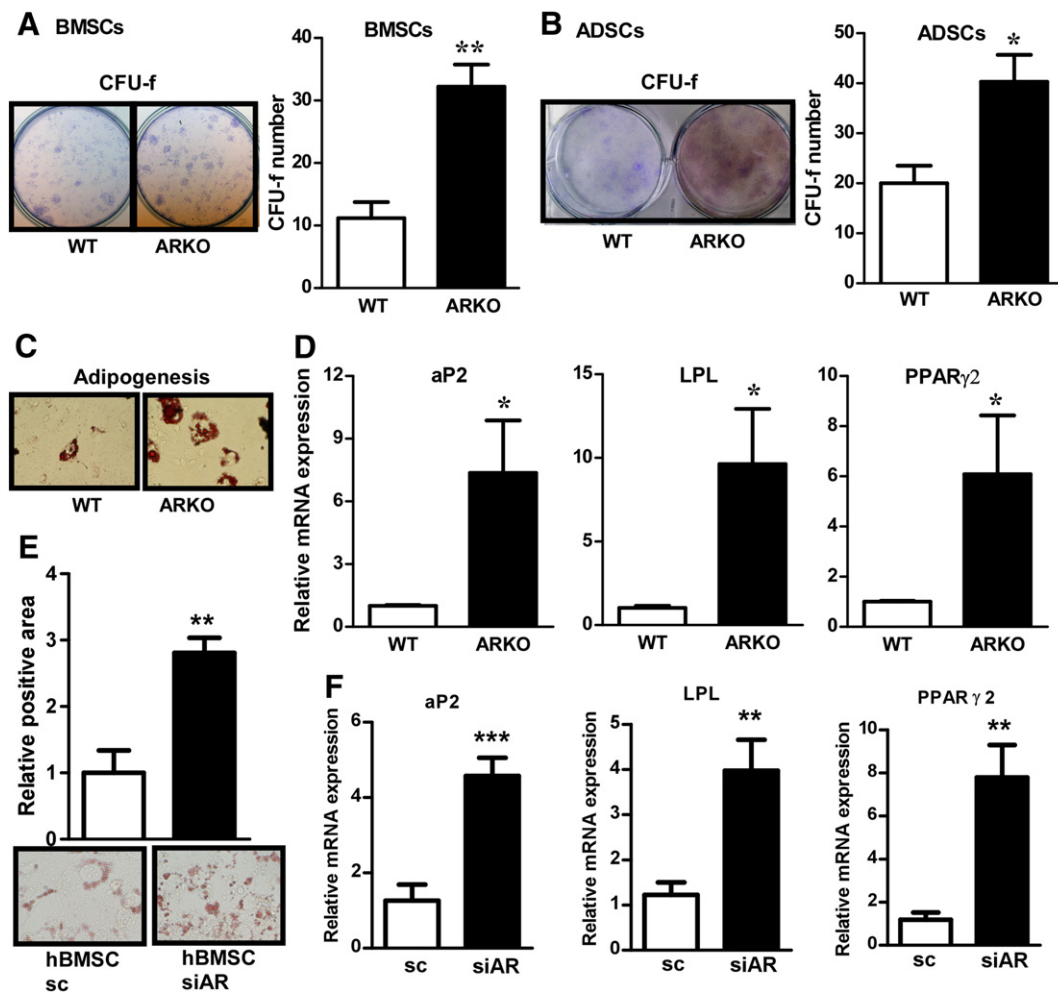 A BMSCs
CFU-f
WT ARKO
BMSCs
CFU-f number
40
30
20
10
0
**
WT ARKO
B ADSCs
CFU-f
WT ARKO
ADSCs
CFU-f number
50
40
30
20
10
0
*
WT ARKO
C
Adipogenesis
WT ARKO
D
aP2
Relative mRNA expression
12
9
6
3
0
*
WT ARKO
LPL
15
10
5
0
*
WT ARKO
PPARγ2
10
8
6
4
2
0
*
WT ARKO
E
Relative positive area
4
3
2
1
0
**
hBMSC hBMSC
sc siAR
F
aP2
Relative mRNA expression
6
4
2
0
***
sc siAR
LPL
Relative mRNA expression
5
4
3
2
1
0
**
sc siAR
PPAR γ 2
Relative mRNA expression
10
8
6
4
2
0
**
sc siAR